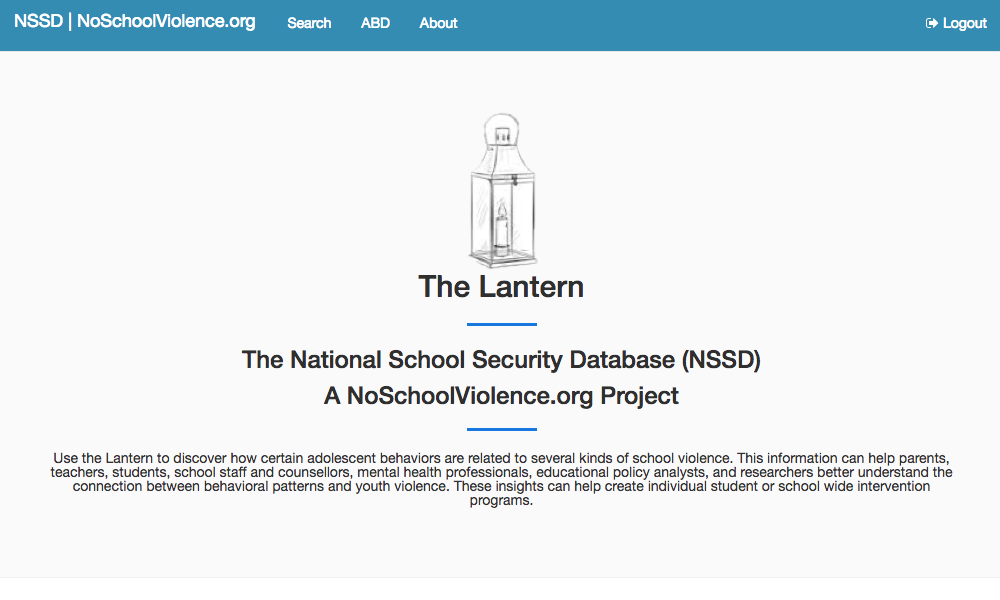 NSSD | NoSchoolViolence.org Search ABD About Logout
The Lantern
The National School Security Database (NSSD)
A NoSchoolViolence.org Project
Use the Lantern to discover how certain adolescent behaviors are related to several kinds of school violence. This information can help parents,
teachers, students, school staff and counsellors, mental health professionals, educational policy analysts, and researchers better understand the
connection between behavioral patterns and youth violence. These insights can help create individual student or school wide intervention
programs.